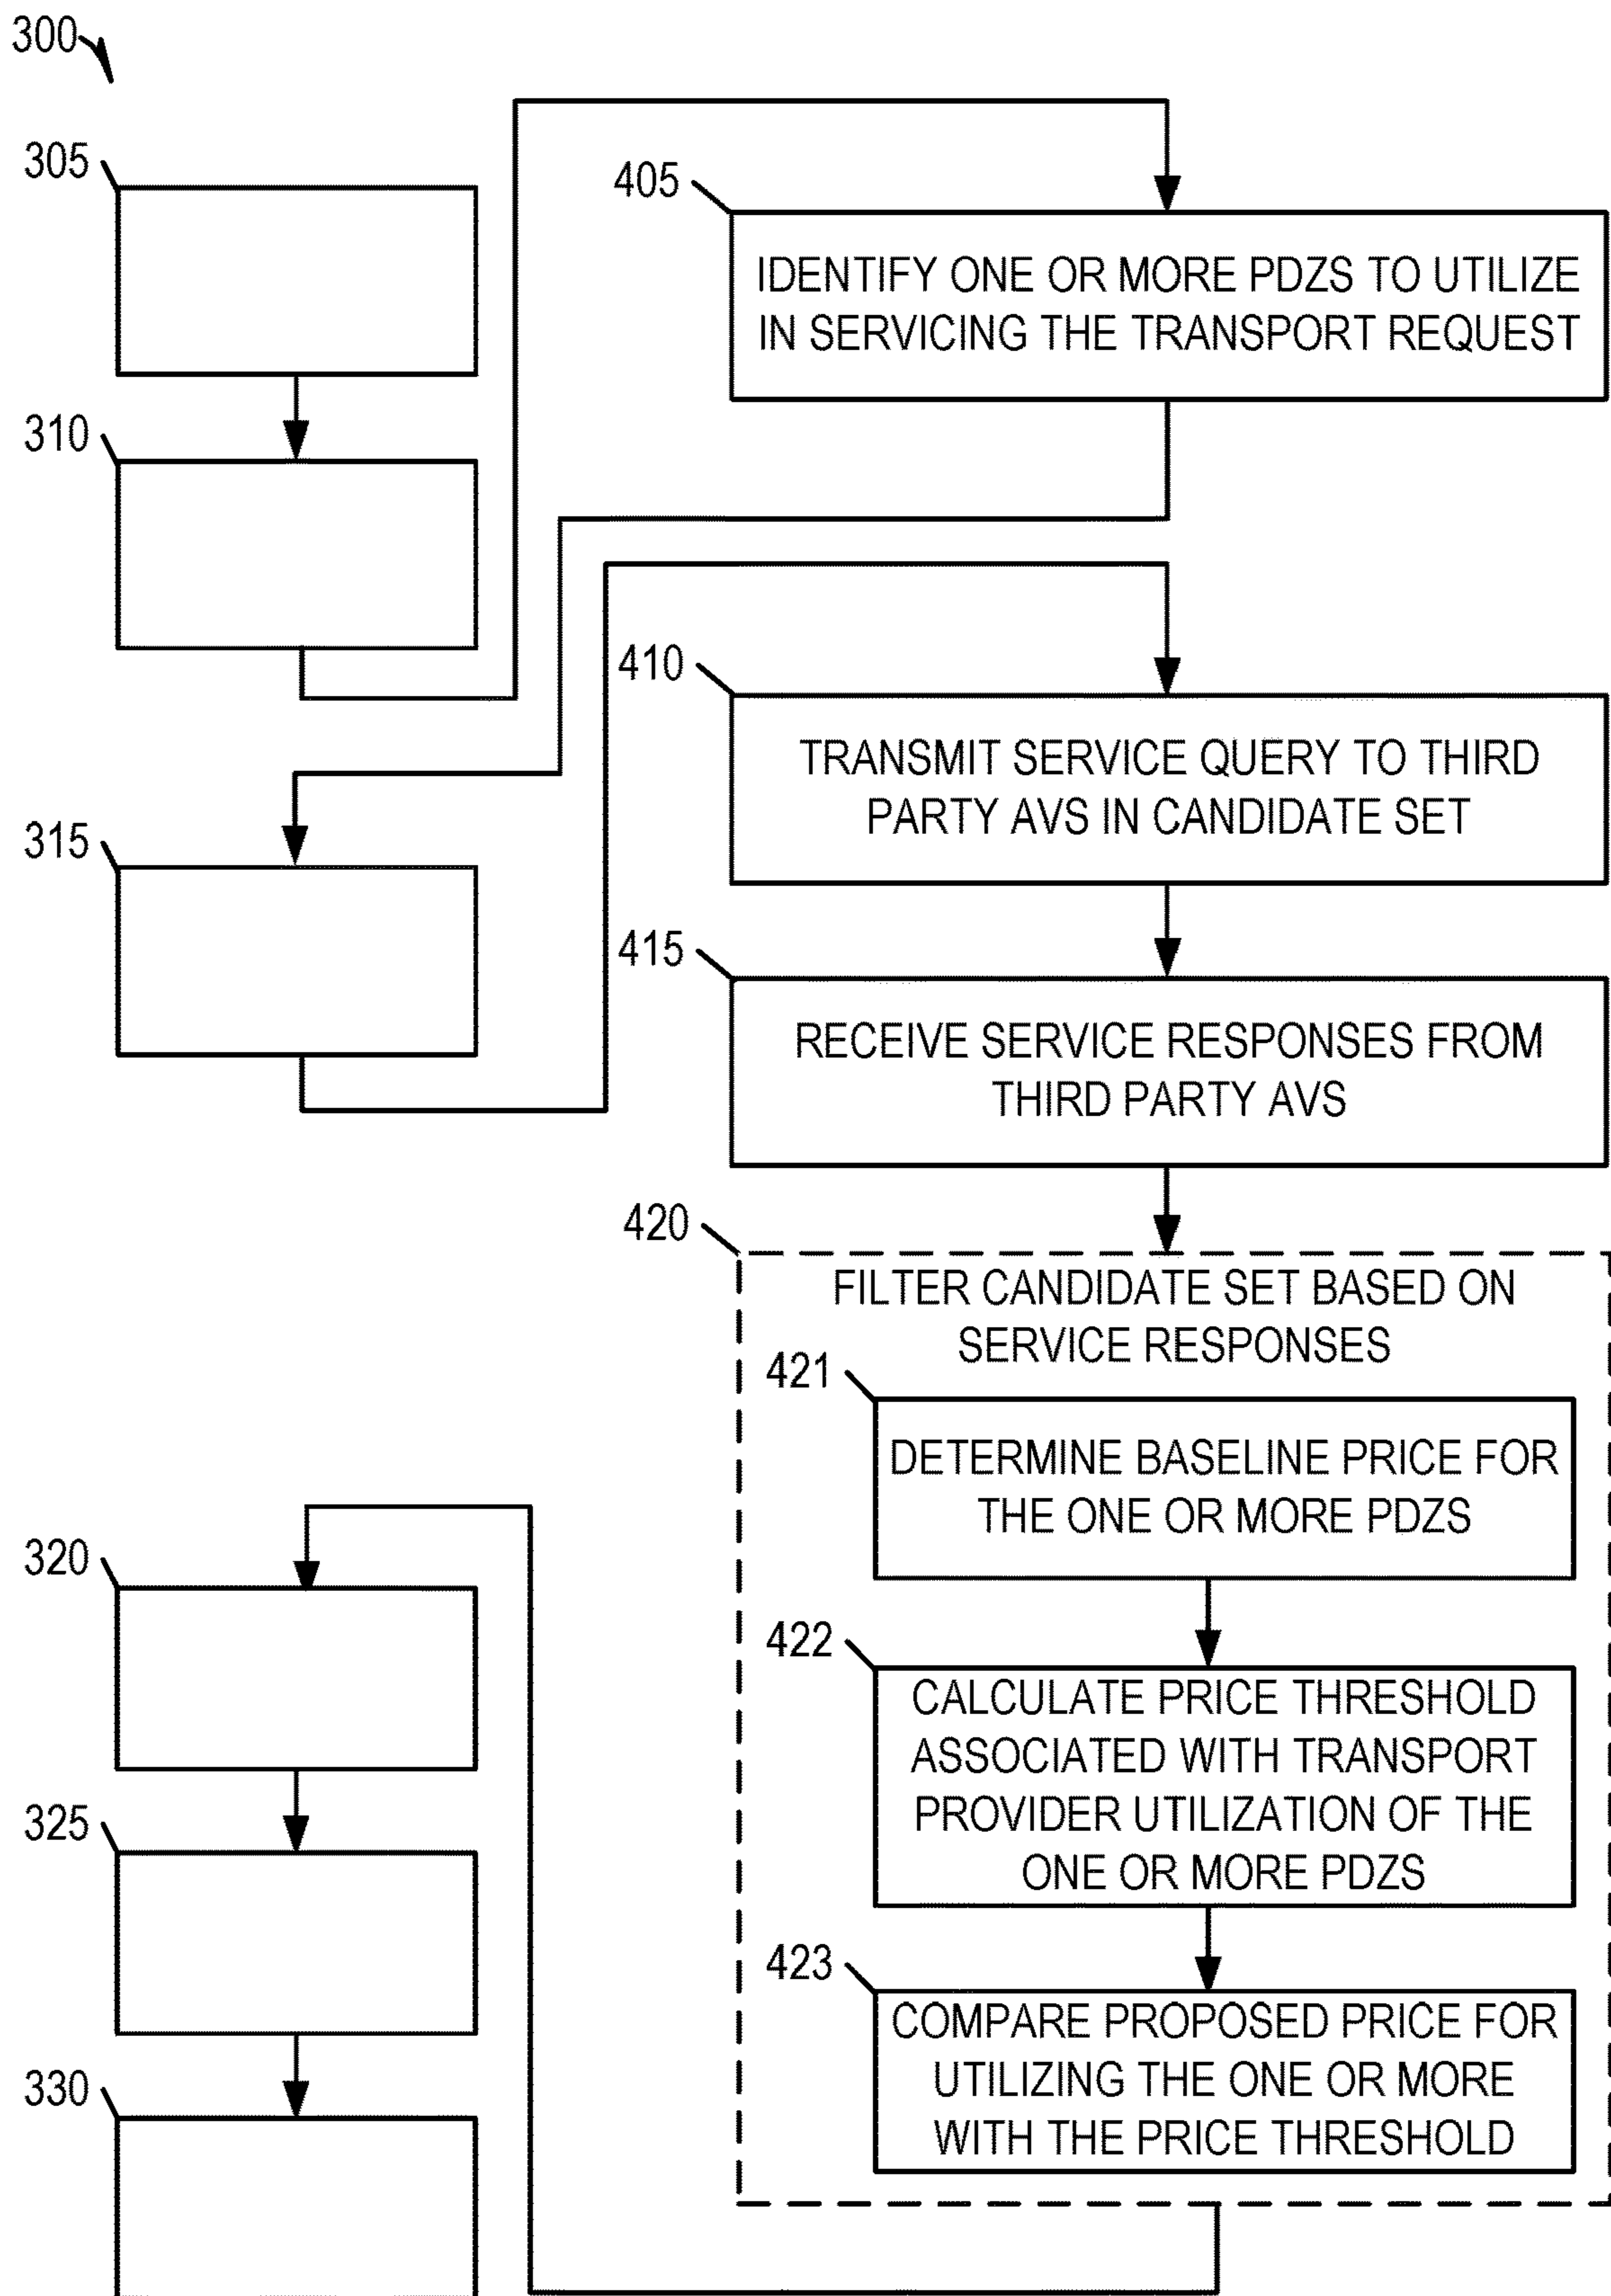 300
305
405
IDENTIFY ONE OR MORE PDZS TO UTILIZE
IN SERVICING THE TRANSPORT REQUEST
310
410
TRANSMIT SERVICE QUERY TO THIRD
PARTY AVS IN CANDIDATE SET
315
415
RECEIVE SERVICE RESPONSES FROM
THIRD PARTY AVS
420
FILTER CANDIDATE SET BASED ON
SERVICE RESPONSES
421
DETERMINE BASELINE PRICE FOR
THE ONE OR MORE PDZS
320
422
CALCULATE PRICE THRESHOLD
ASSOCIATED WITH TRANSPORT
PROVIDER UTILIZATION OF THE
ONE OR MORE PDZS
325
423
COMPARE PROPOSED PRICE FOR
UTILIZING THE ONE OR MORE
WITH THE PRICE THRESHOLD
330